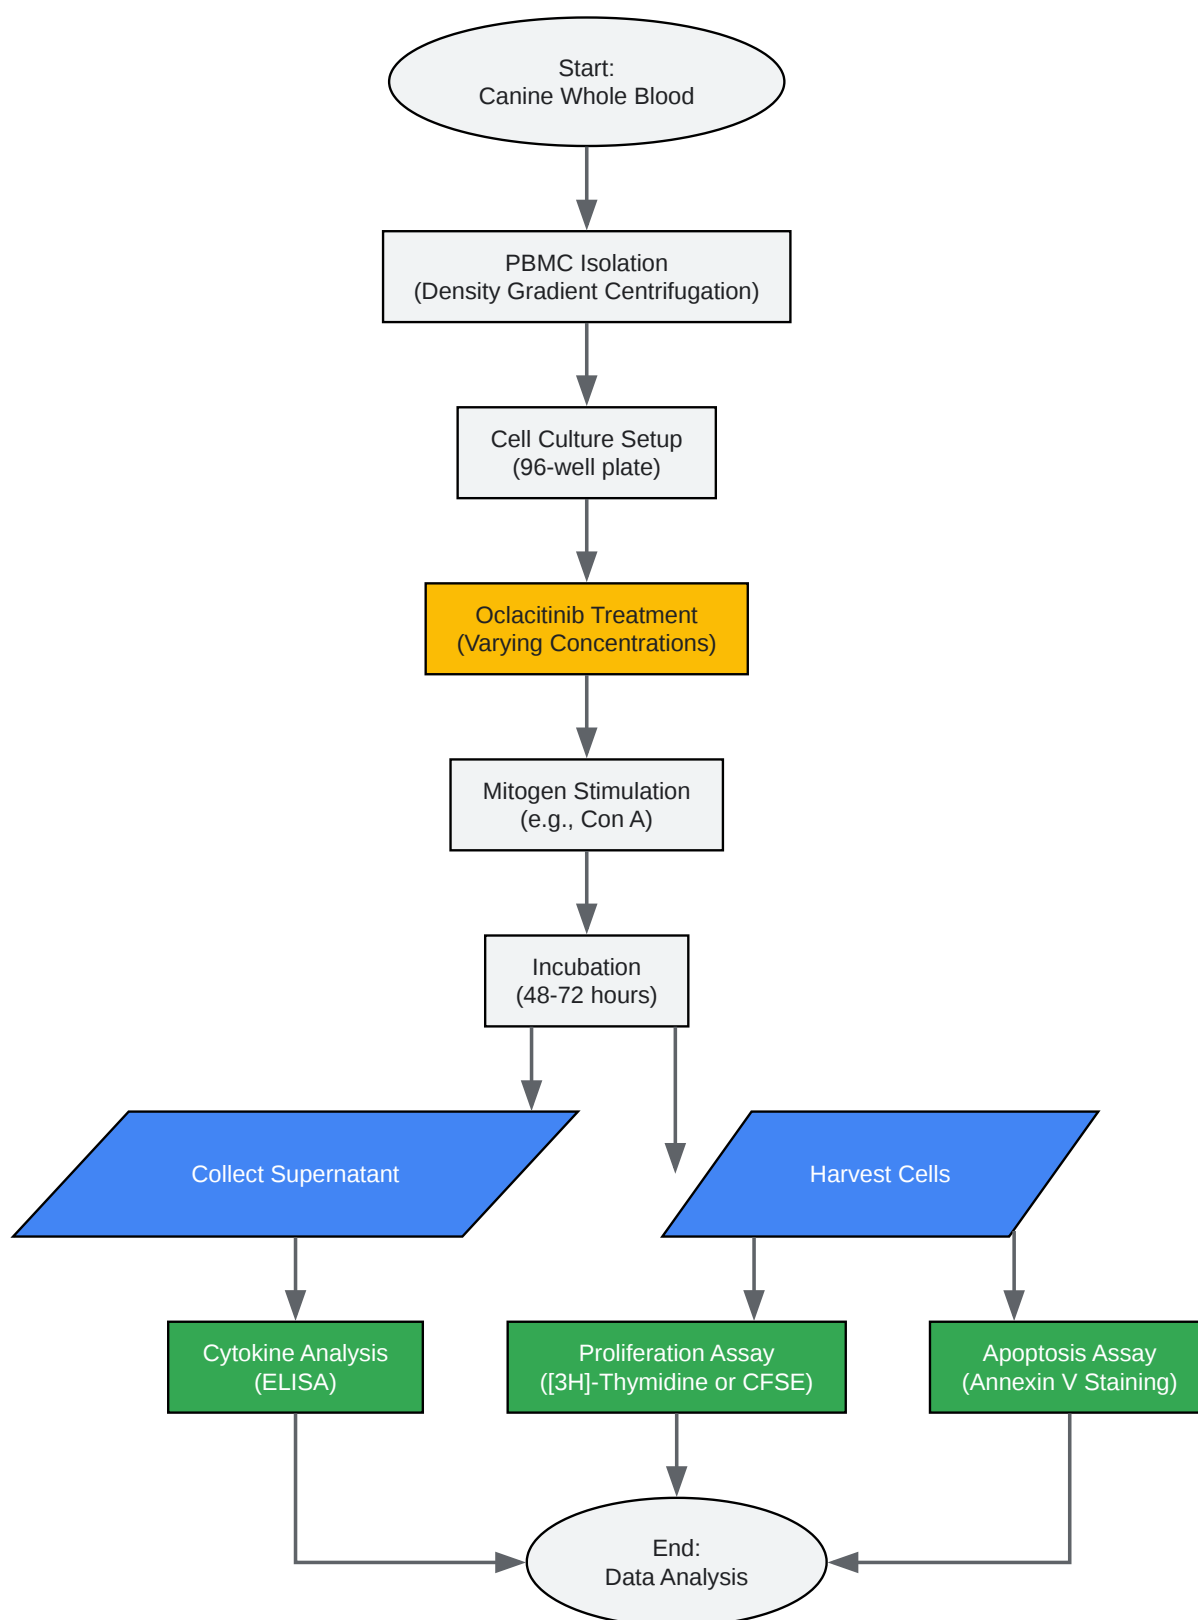 Start:
Canine Whole Blood
PBMC Isolation
(Density Gradient Centrifugation)
Cell Culture Setup
(96-well plate)
Oclacitinib Treatment
(Varying Concentrations)
Mitogen Stimulation
(e.g., Con A)
Incubation
(48-72 hours)
Collect Supernatant
Harvest Cells
Cytokine Analysis
(ELISA)
Proliferation Assay
([3H]-Thymidine or CFSE)
Apoptosis Assay
(Annexin V Staining)
End:
Data Analysis